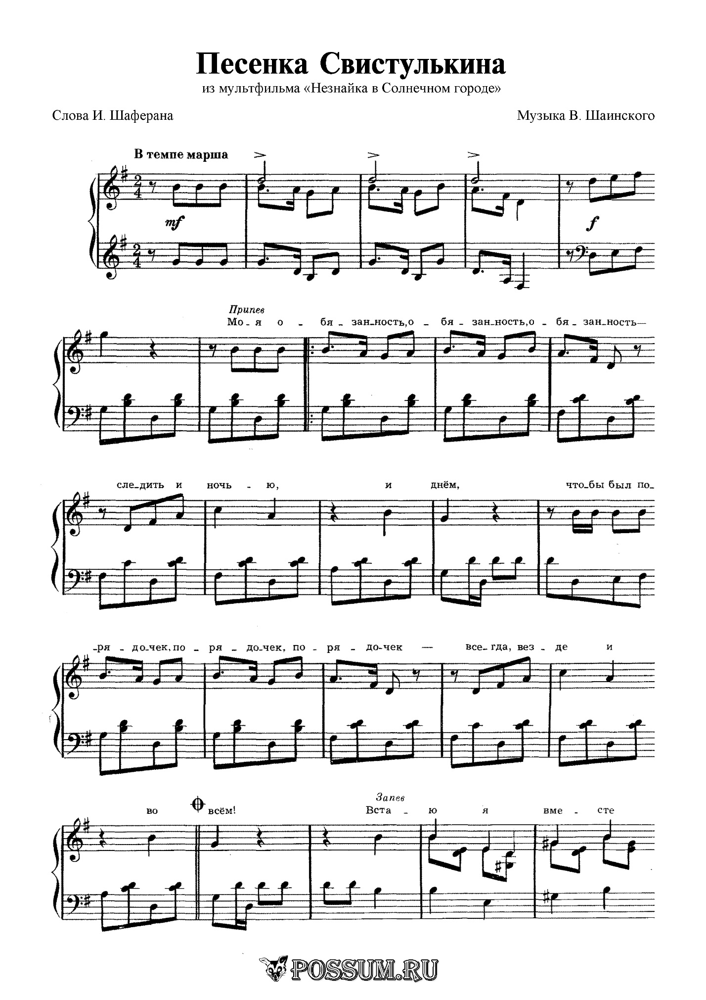 Песенка Свистулькина
из мультфильма «Незнайка в Солнечном городе»
Слова И. Шаферана
Музыка В. Шаинского
В темпе марша
mf
f
Припев
Мо - я о - бя - зан-ность, о - бя - зан-ность, о - бя - зан-ность—
сле-дить и ночь - ю, и днём, что-бы был по-
-ря - до-чек, по - ря - до-чек, по - ря - до-чек — все-гда, вез - де и
Запев
во всём! Вста - ю я вме - сте
POSSUM.RU